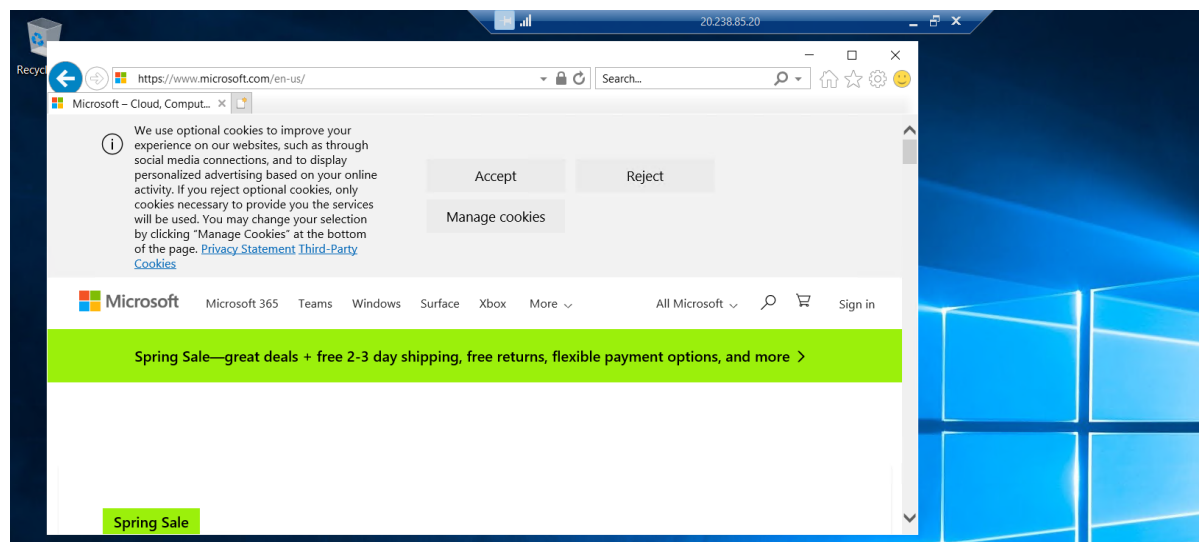 20.238.85.20
Recycl
https://www.microsoft.com/en-us/
Search...
Microsoft – Cloud, Comput...
We use optional cookies to improve your
experience on our websites, such as through
social media connections, and to display
personalized advertising based on your online
activity. If you reject optional cookies, only
cookies necessary to provide you the services
will be used. You may change your selection
by clicking “Manage Cookies” at the bottom
of the page. Privacy Statement Third-Party
Cookies
Accept
Reject
Manage cookies
Microsoft Microsoft 365 Teams Windows Surface Xbox More All Microsoft Sign in
Spring Sale—great deals + free 2-3 day shipping, free returns, flexible payment options, and more
Spring Sale